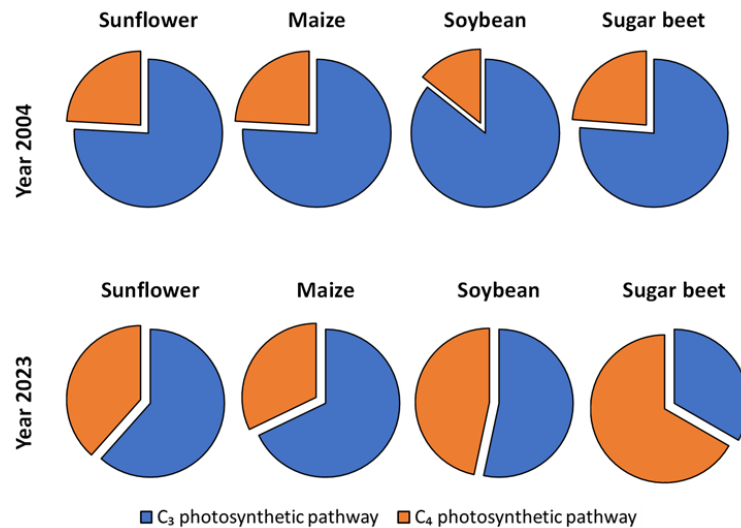 Sunflower Maize Soybean Sugar beet
Year 2004
Sunflower Maize Soybean Sugar beet
Year 2023
C₃ photosynthetic pathway C₄ photosynthetic pathway